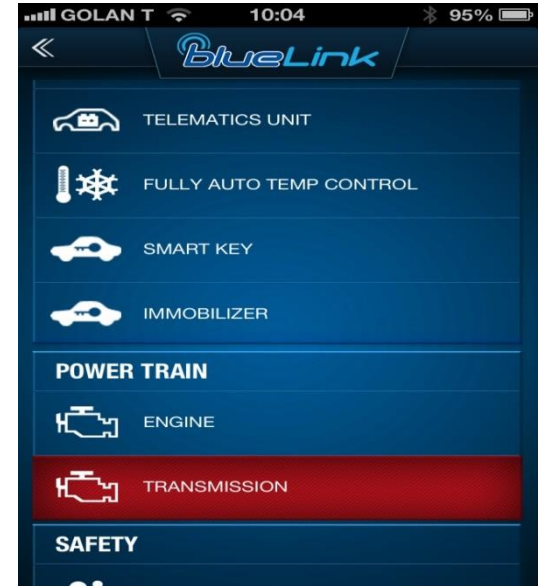 GOLAN T 10:04 95%
blueLink
TELEMATICS UNIT
FULLY AUTO TEMP CONTROL
SMART KEY
IMMOBILIZER
POWER TRAIN
ENGINE
TRANSMISSION
SAFETY